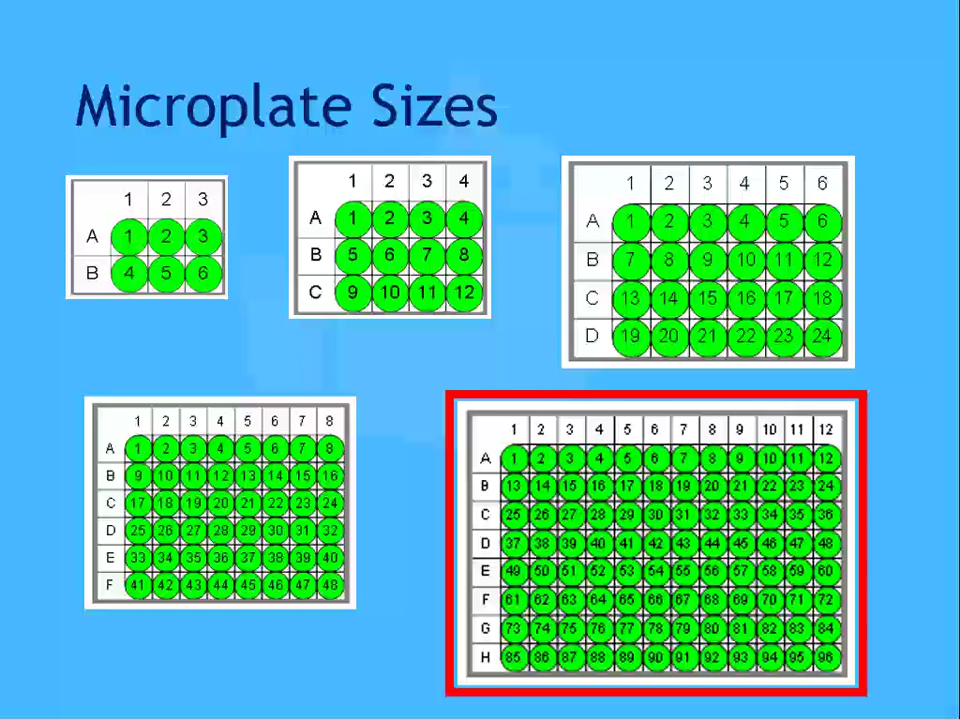 Microplate Sizes
1 2 3
A 1 2 3
B 4 5 6
1 2 3 4
A 1 2 3 4
B 5 6 7 8
C 9 10 11 12
1 2 3 4 5 6
A 1 2 3 4 5 6
B 7 8 9 10 11 12
C 13 14 15 16 17 18
D 19 20 21 22 23 24
1 2 3 4 5 6 7 8
A 1 2 3 4 5 6 7 8
B 9 10 11 12 13 14 15 16
C 17 18 19 20 21 22 23 24
D 25 26 27 28 29 30 31 32
E 33 34 35 36 37 38 39 40
F 41 42 43 44 45 46 47 48
1 2 3 4 5 6 7 8 9 10 11 12
A 1 2 3 4 5 6 7 8 9 10 11 12
B 13 14 15 16 17 18 19 20 21 22 23 24
C 25 26 27 28 29 30 31 32 33 34 35 36
D 37 38 39 40 41 42 43 44 45 46 47 48
E 49 50 51 52 53 54 55 56 57 58 59 60
F 61 62 63 64 65 66 67 68 69 70 71 72
G 73 74 75 76 77 78 79 80 81 82 83 84
H 85 86 87 88 89 90 91 92 93 94 95 96